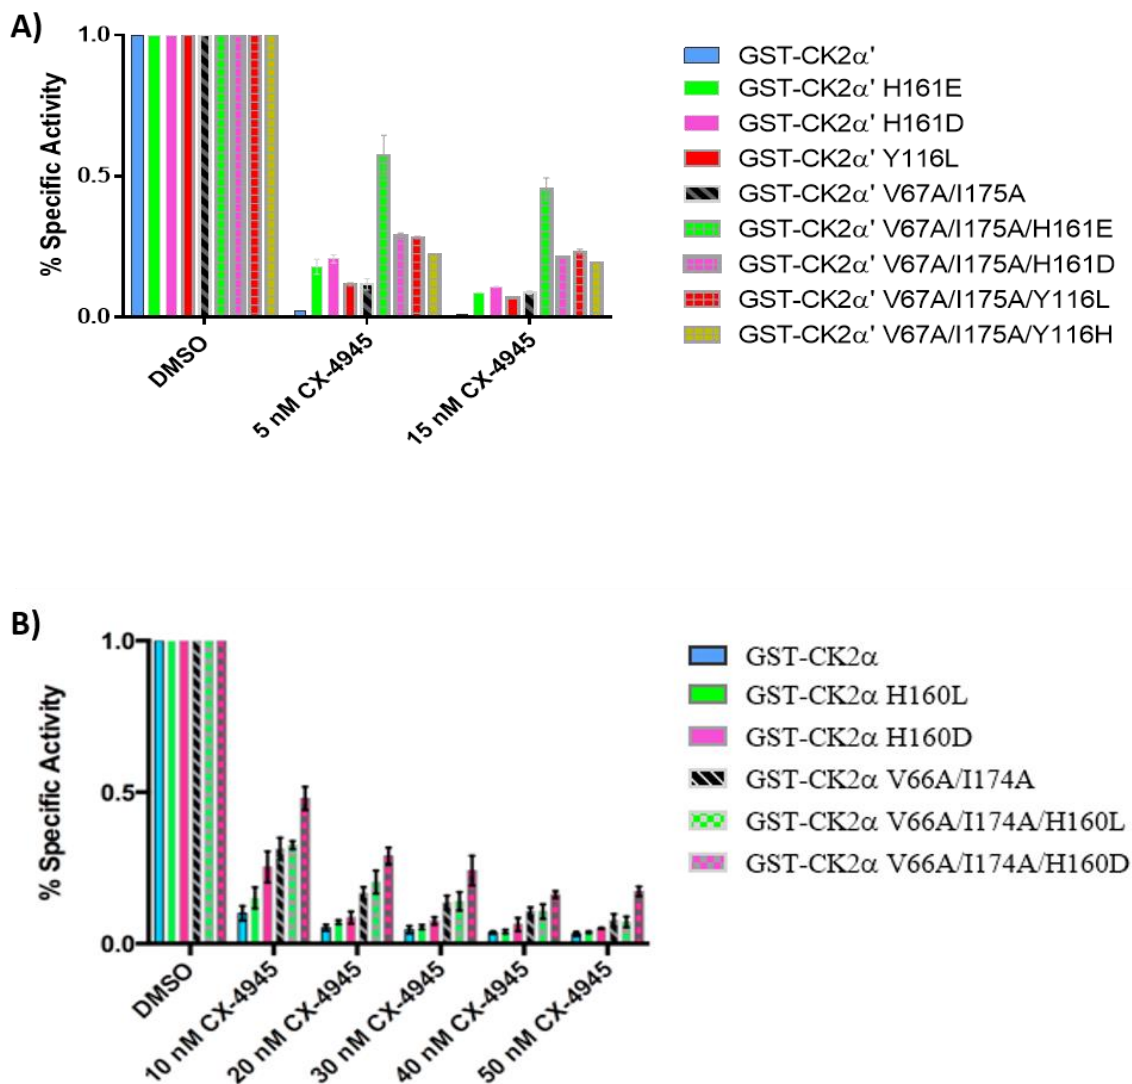 A)
1.0
0.5
0.0
% Specific Activity
DMSO
5 nM CX-4945
15 nM CX-4945
GST-CK2α'
GST-CK2α' H161E
GST-CK2α' H161D
GST-CK2α' Y116L
GST-CK2α' V67A/I175A
GST-CK2α' V67A/I175A/H161E
GST-CK2α' V67A/I175A/H161D
GST-CK2α' V67A/I175A/Y116L
GST-CK2α' V67A/I175A/Y116H
B)
1.0
0.5
0.0
% Specific Activity
DMSO
10 nM CX-4945
20 nM CX-4945
30 nM CX-4945
40 nM CX-4945
50 nM CX-4945
GST-CK2α
GST-CK2α H160L
GST-CK2α H160D
GST-CK2α V66A/I174A
GST-CK2α V66A/I174A/H160L
GST-CK2α V66A/I174A/H160D